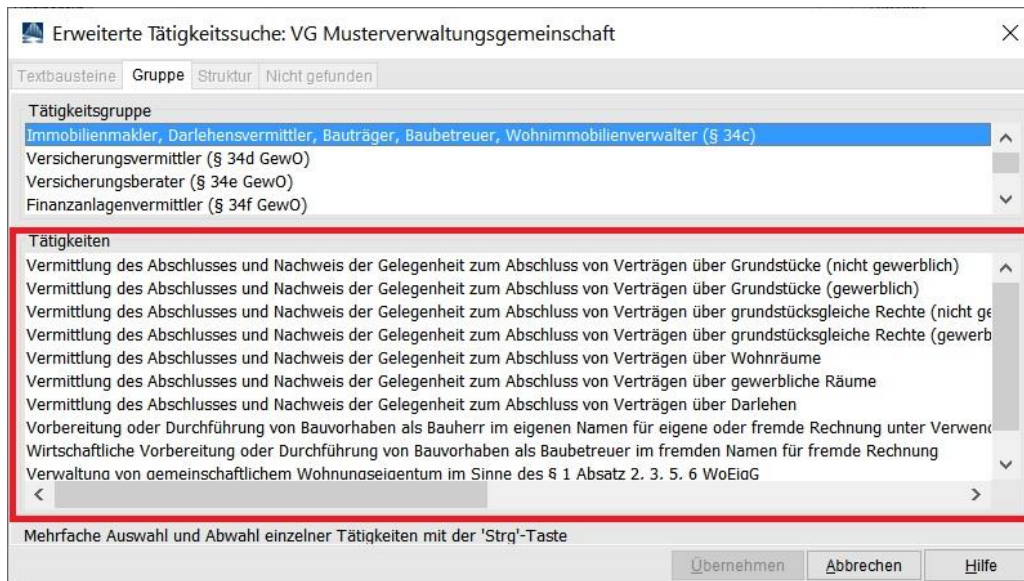 Erweiterte Tätigkeitssuche: VG Musterverwaltungsgemeinschaft
Textbausteine Gruppe Struktur Nicht gefunden
Tätigkeitsgruppe
Immobilienmakler, Darlehensvermittler, Bauträger, Baubetreuer, Wohnimmobilienverwalter (§ 34c)
Versicherungsvermittler (§ 34d GewO)
Versicherungsberater (§ 34e GewO)
Finanzanlagenvermittler (§ 34f GewO)
Tätigkeiten
Vermittlung des Abschlusses und Nachweis der Gelegenheit zum Abschluss von Verträgen über Grundstücke (nicht gewerblich)
Vermittlung des Abschlusses und Nachweis der Gelegenheit zum Abschluss von Verträgen über Grundstücke (gewerblich)
Vermittlung des Abschlusses und Nachweis der Gelegenheit zum Abschluss von Verträgen über grundstücksgleiche Rechte (nicht ge
Vermittlung des Abschlusses und Nachweis der Gelegenheit zum Abschluss von Verträgen über grundstücksgleiche Rechte (gewerb
Vermittlung des Abschlusses und Nachweis der Gelegenheit zum Abschluss von Verträgen über Wohnräume
Vermittlung des Abschlusses und Nachweis der Gelegenheit zum Abschluss von Verträgen über gewerbliche Räume
Vermittlung des Abschlusses und Nachweis der Gelegenheit zum Abschluss von Verträgen über Darlehen
Vorbereitung oder Durchführung von Bauvorhaben als Bauherr im eigenen Namen für eigene oder fremde Rechnung unter Verwend
Wirtschaftliche Vorbereitung oder Durchführung von Bauvorhaben als Baubetreuer im fremden Namen für fremde Rechnung
Verwaltung von gemeinschaftlichem Wohnungseigentum im Sinne des § 1 Absatz 2, 3, 5, 6 WoEigG
Mehrfache Auswahl und Abwahl einzelner Tätigkeiten mit der 'Strg'-Taste
Übernehmen Abbrechen Hilfe